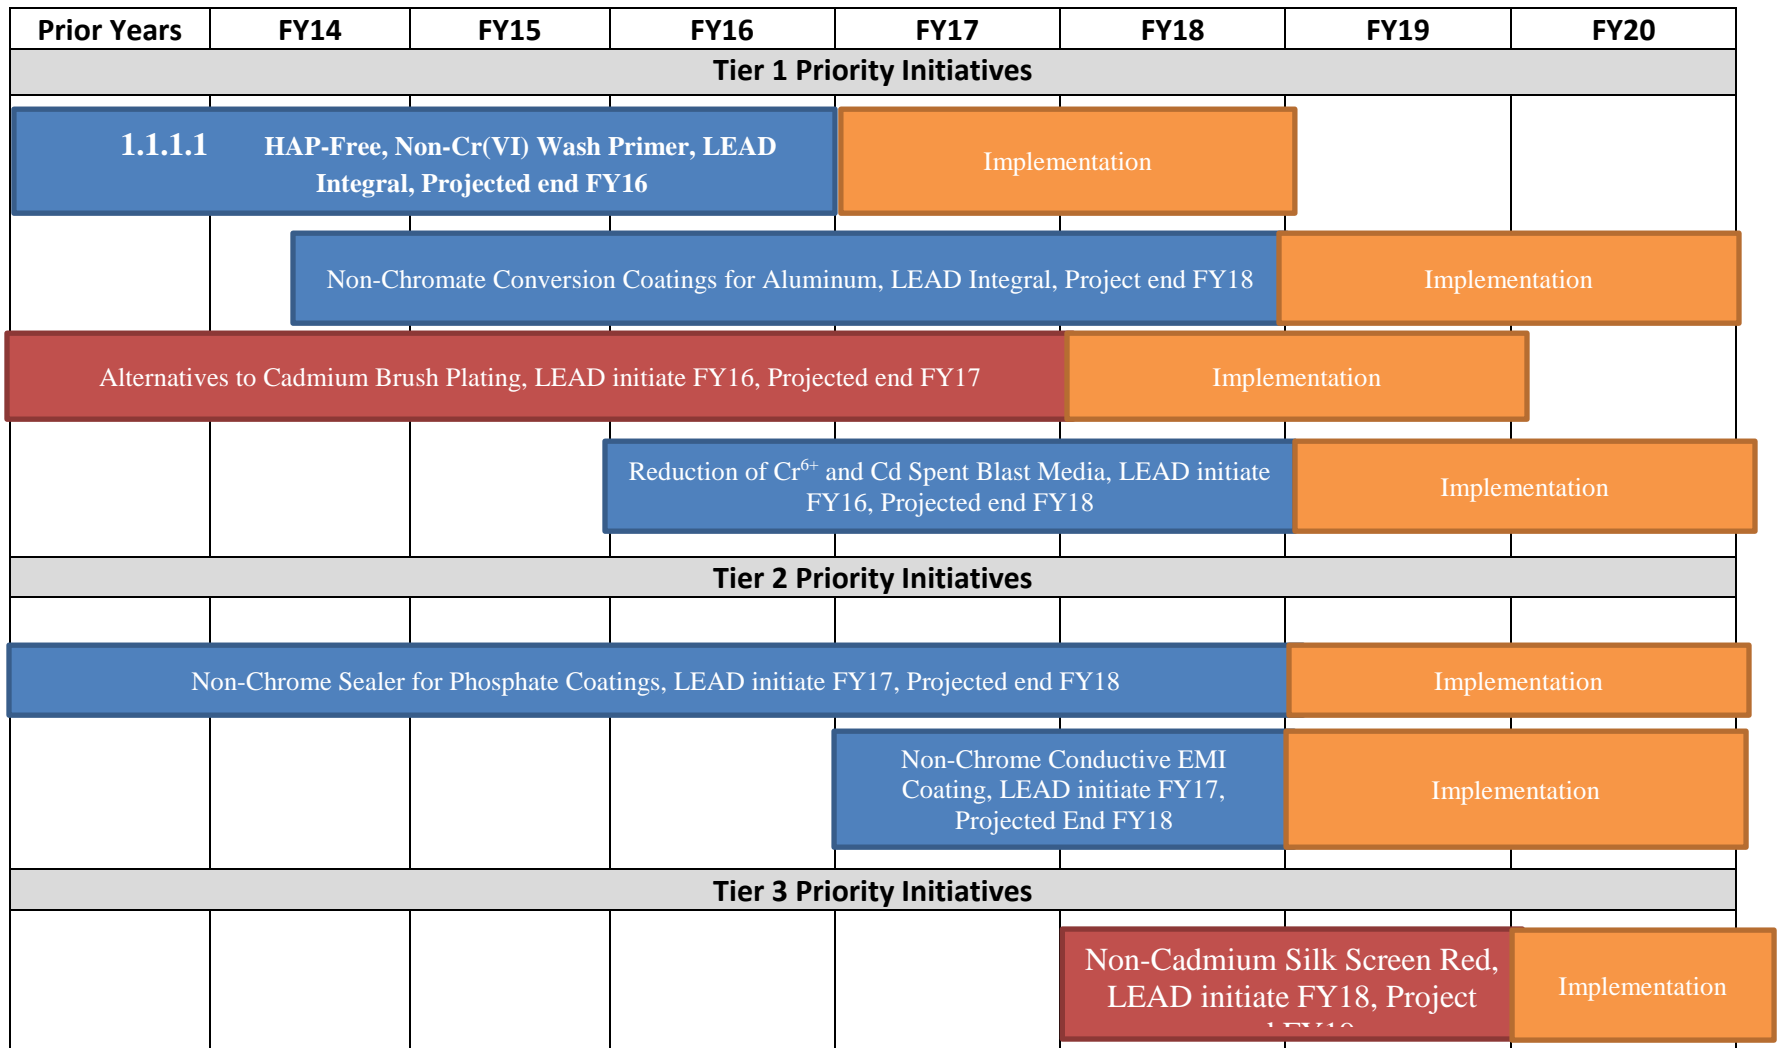 Prior Years FY14 FY15 FY16 FY17 FY18 FY19 FY20
Tier 1 Priority Initiatives
1.1.1.1 HAP-Free, Non-Cr(VI) Wash Primer, LEAD
Integral, Projected end FY16
Implementation
Non-Chromate Conversion Coatings for Aluminum, LEAD Integral, Project end FY18
Implementation
Alternatives to Cadmium Brush Plating, LEAD initiate FY16, Projected end FY17
Implementation
Reduction of Cr⁶⁺ and Cd Spent Blast Media, LEAD initiate
FY16, Projected end FY18
Implementation
Tier 2 Priority Initiatives
Non-Chrome Sealer for Phosphate Coatings, LEAD initiate FY17, Projected end FY18
Implementation
Non-Chrome Conductive EMI
Coating, LEAD initiate FY17,
Projected End FY18
Implementation
Tier 3 Priority Initiatives
Non-Cadmium Silk Screen Red,
LEAD initiate FY18, Project
Implementation